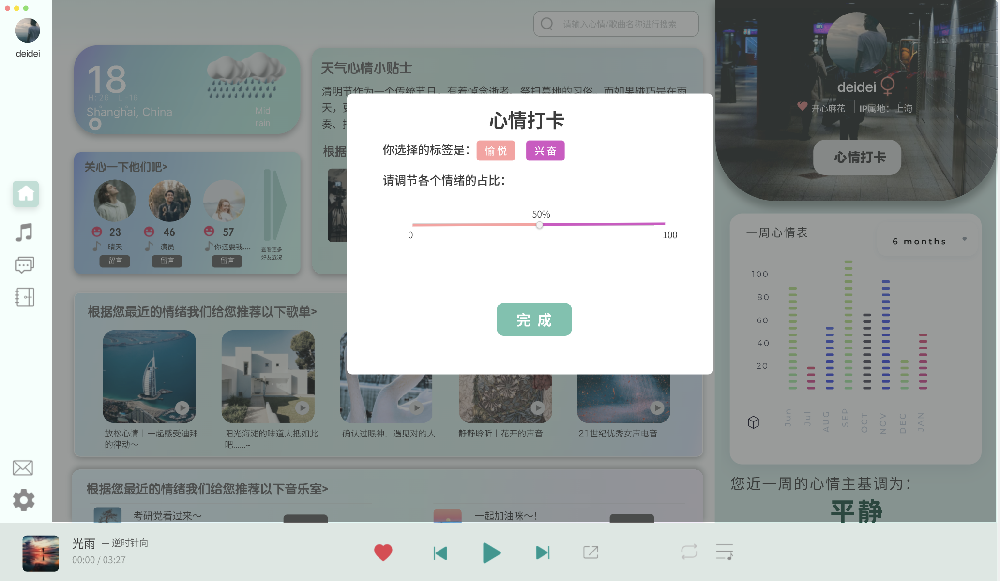 deidei
请输入心情/歌曲名称进行搜索
18
H: 26 L -16
Shanghai, China
Mid
rain
关心一下他们吧>
23
46
57
晴天
演员
你还要我....
留言
留言
留言
查看更多
好友近况
天气心情小贴士
清明节作为一个传统节日，有着悼念逝者、祭扫墓地的习俗。而如果碰巧是在雨
天，
奏、
根据
心情打卡
你选择的标签是：
愉 悦
兴 奋
请调节各个情绪的占比：
50%
0
100
完 成
根据您最近的情绪我们给您推荐以下歌单>
放松心情｜一起感受迪拜
的律动～
阳光海滩的味道大抵如此
吧......~
确认过眼神，遇见对的人
静静聆听｜花开的声音
21世纪优秀女声电音
根据您最近的情绪我们给您推荐以下音乐室>
考研党看过来～
一起加油咪～！
Lift
deidei
开心麻花
IP属地：上海
心情打卡
一周心情表
6 months
100
80
60
40
20
Jun
Jul
AUG
SEP
OCT
NOV
DEC
JAN
您近一周的心情主基调为：
平静
光雨 — 逆时针向
00:00 / 03:27